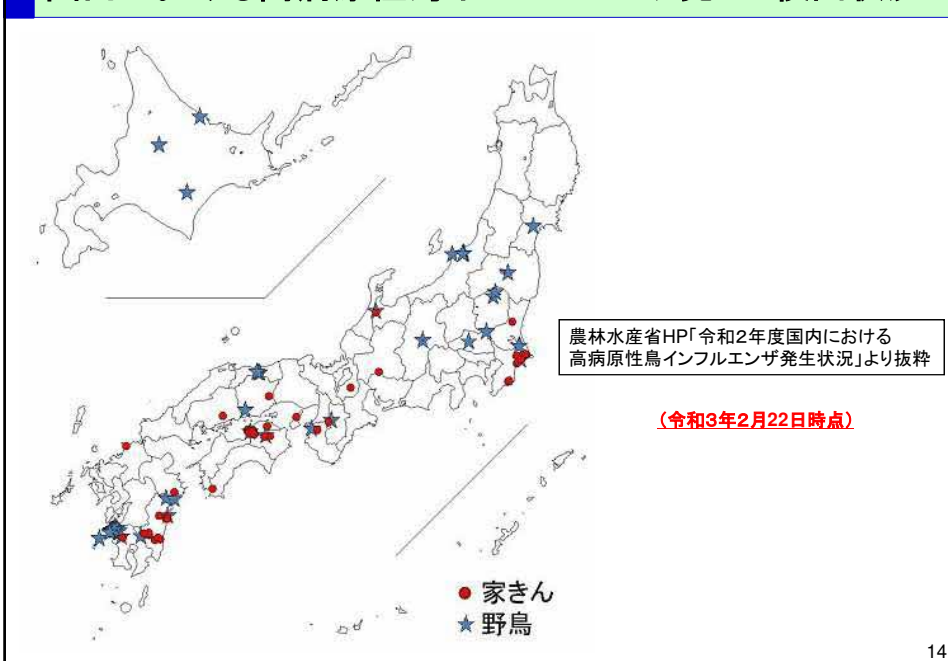 農林水産省HP「令和2年度国内における
高病原性鳥インフルエンザ発生状況」より抜粋
(令和3年2月22日時点)
家きん
野鳥
14